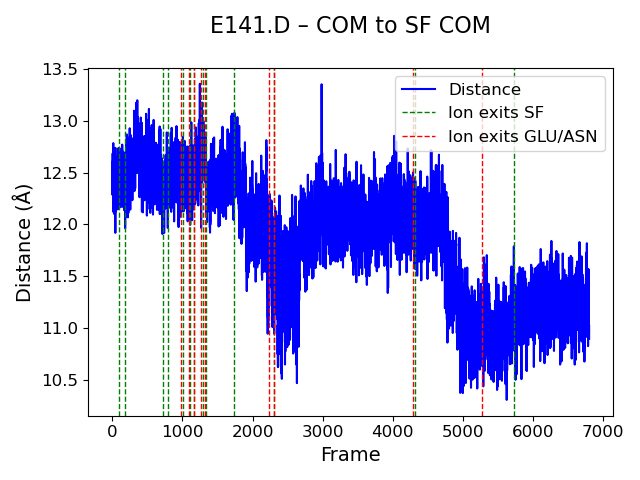 E141.D – COM to SF COM
Distance
Ion exits SF
Ion exits GLU/ASN
Distance (Å)
13.5
13.0
12.5
12.0
11.5
11.0
10.5
0 1000 2000 3000 4000 5000 6000 7000
Frame